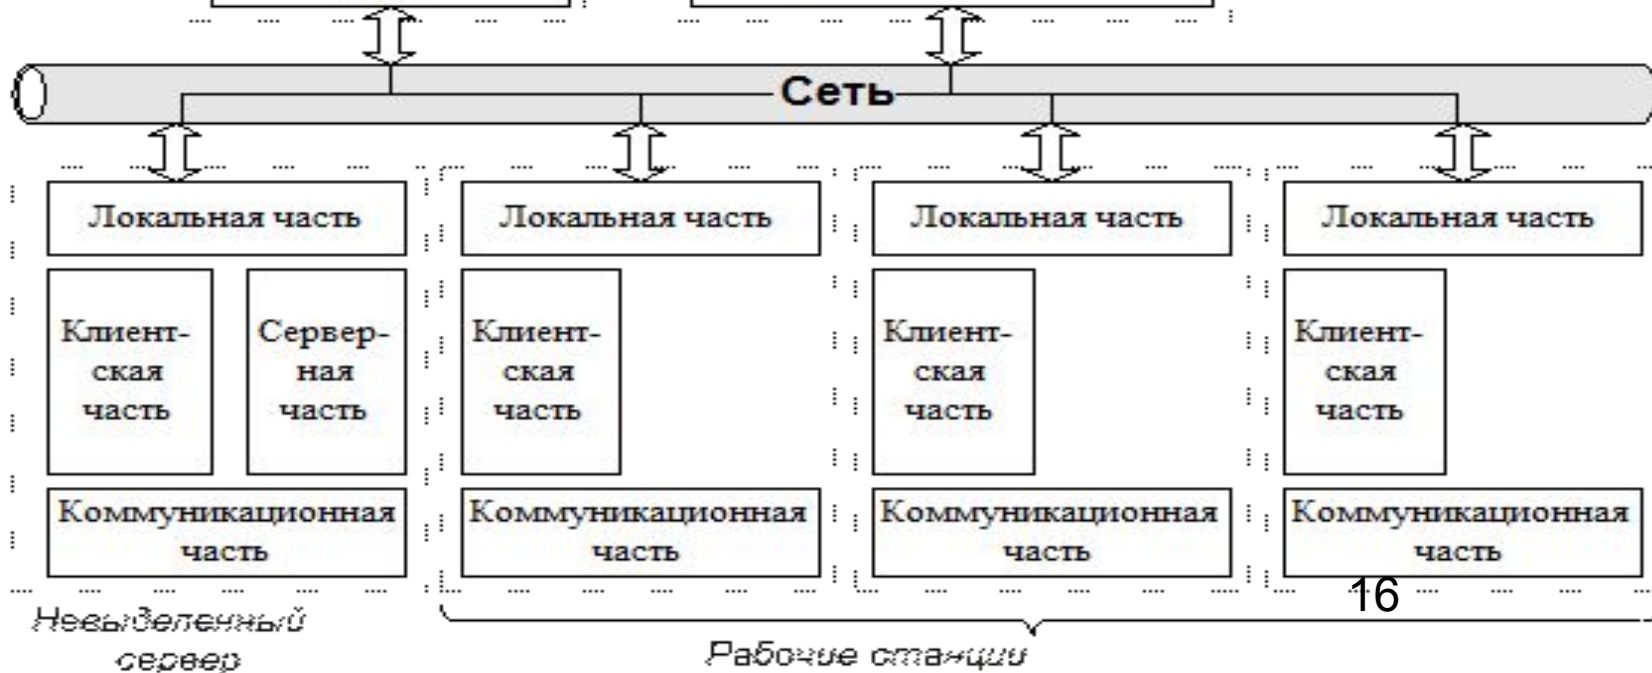 Сеть
Локальная часть
Клиент-
ская
часть
Сервер-
ная
часть
Коммуникационная
часть
Локальная часть
Клиент-
ская
часть
Коммуникационная
часть
Локальная часть
Клиент-
ская
часть
Коммуникационная
часть
Локальная часть
Клиент-
ская
часть
Коммуникационная
часть
16
Невыделенный
сервер
Рабочие станции